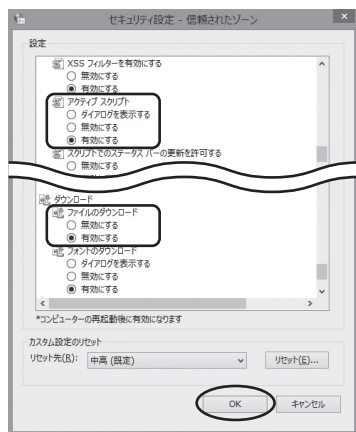 セキュリティ設定 - 信頼されたゾーン
×
設定
XSS フィルターを有効にする
無効にする
有効にする
アクティブ スクリプト
ダイアログを表示する
無効にする
有効にする
スクリプトでのステータス バーの更新を許可する
無効にする
ダウンロード
ファイルのダウンロード
無効にする
有効にする
フォントのダウンロード
ダイアログを表示する
無効にする
有効にする
*コンピューターの再起動後に有効になります
カスタム設定のリセット
リセット先(R): 中高 (既定) リセット(E)...
OK キャンセル